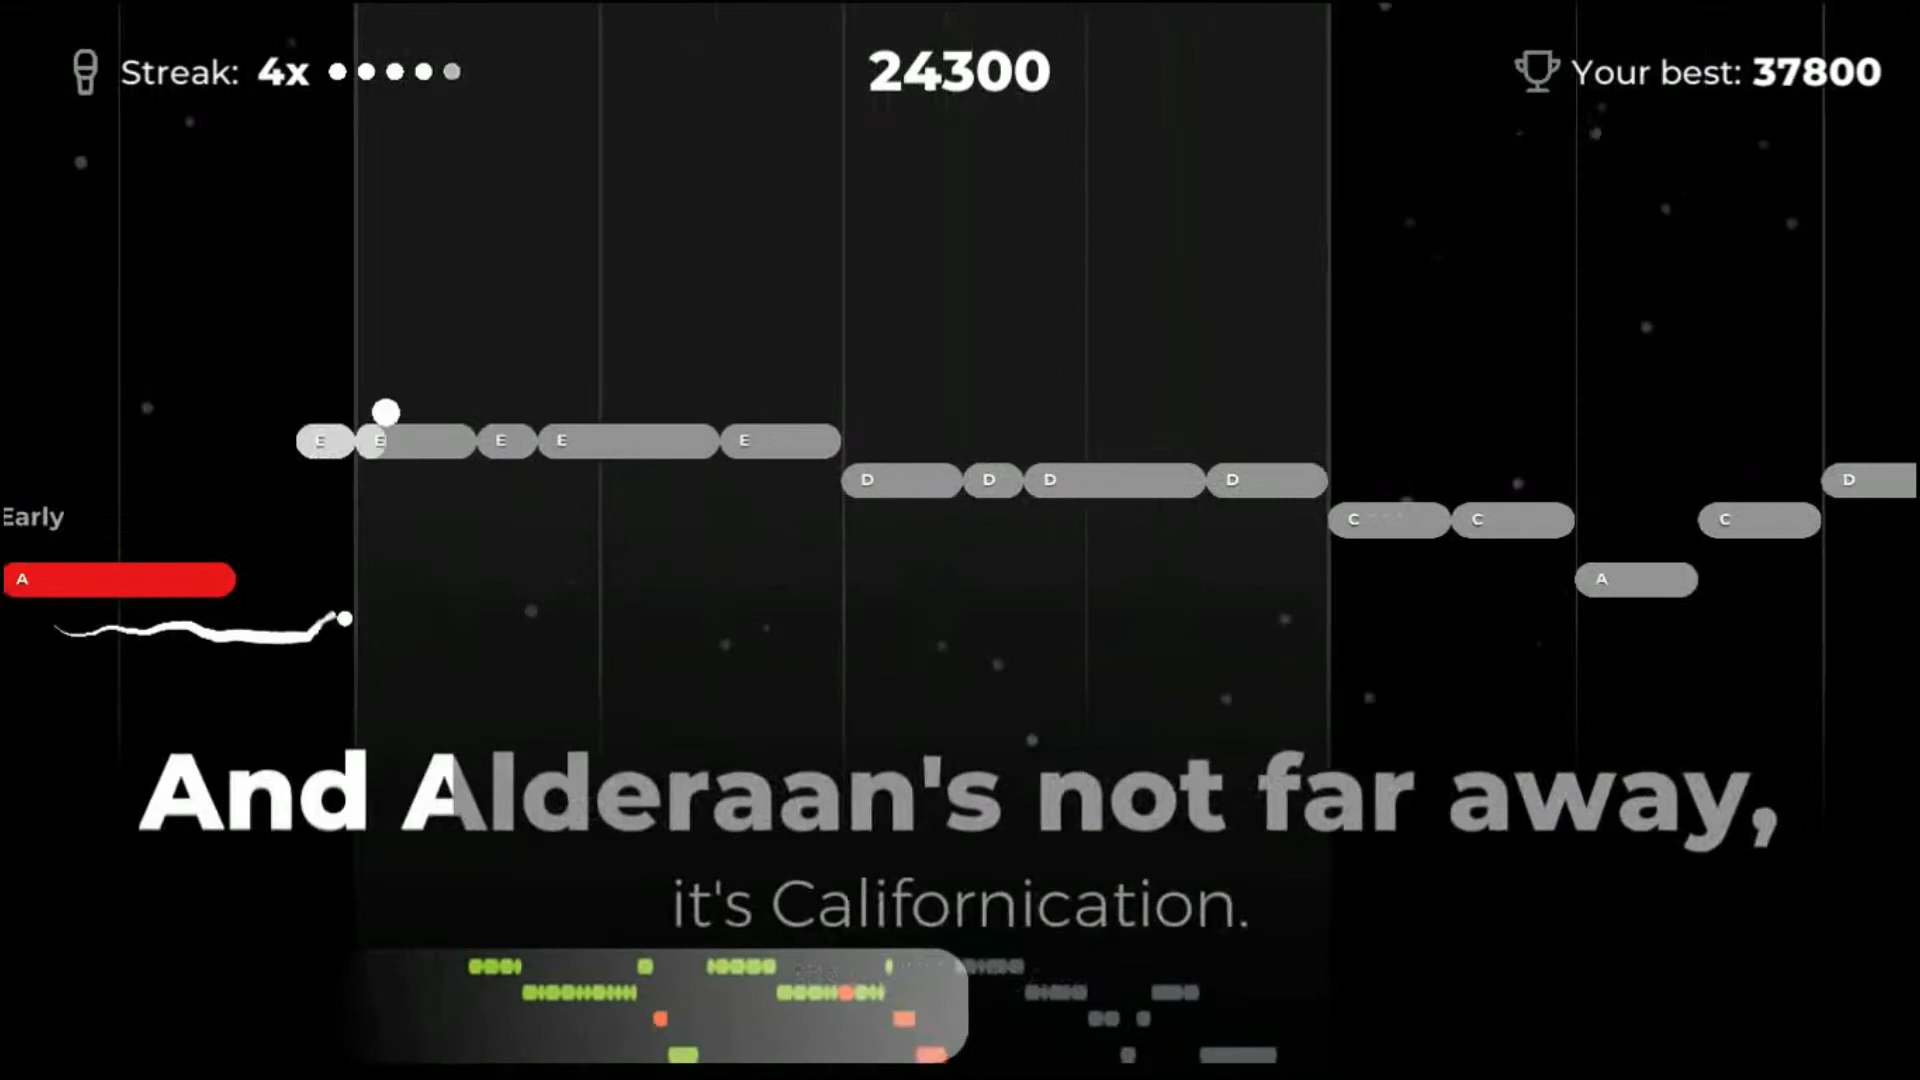 Streak: 4x
24300
Your best: 37800
E E E E E
D D D D D
C C C
Early
A A
And Alderaan's not far away,
it's Californication.